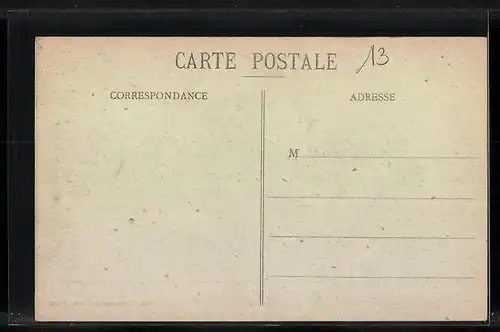 CARTE POSTALE 13
CORRESPONDANCE ADRESSE
M